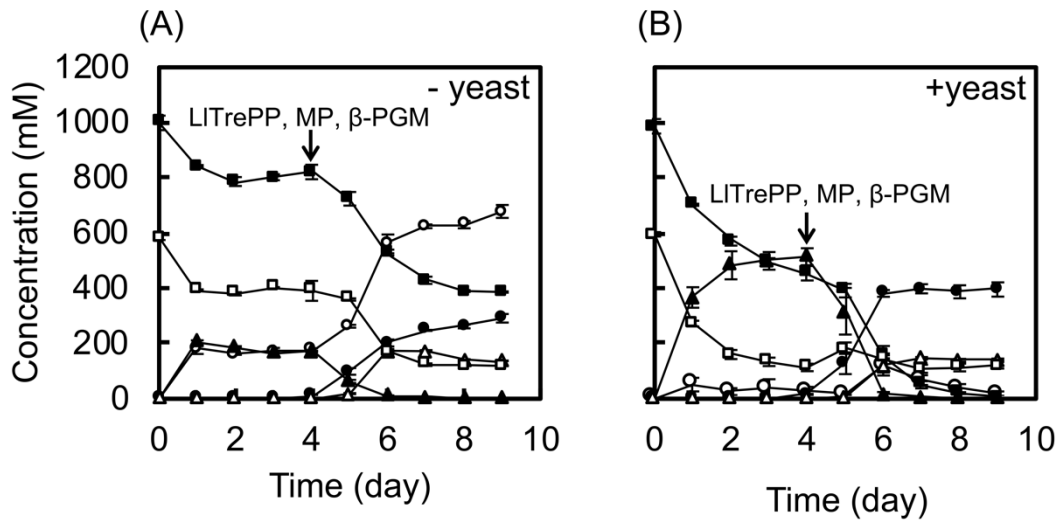 (A)
(B)
Concentration (mM)
1200
1000
800
600
400
200
0
- yeast
LlTrePP, MP, β-PGM
0 2 4 6 8 10
Time (day)
+yeast
LlTrePP, MP, β-PGM
0 2 4 6 8 10
Time (day)